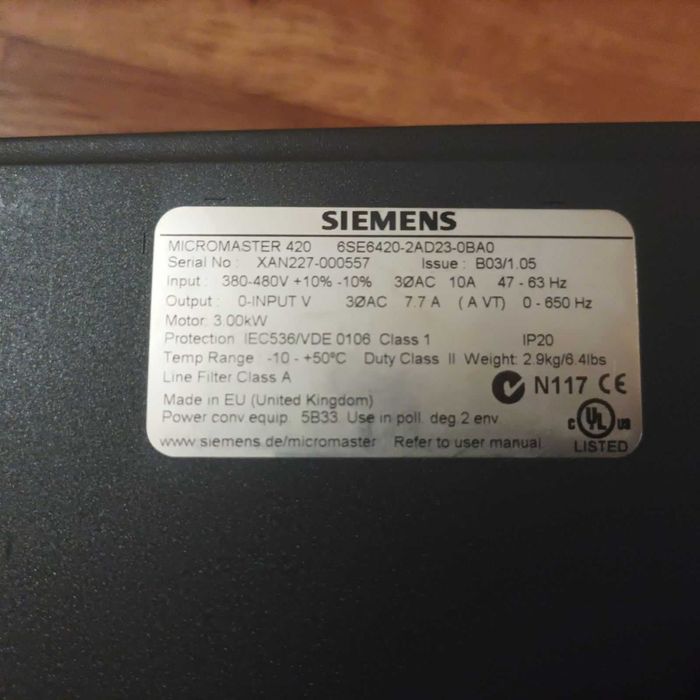 SIEMENS
MICROMASTER 420 6SE6420-2AD23-0BA0
Serial No : XAN227-000557 Issue : B03/1.05
Input : 380-480V +10% -10% 3ØAC 10A 47 - 63 Hz
Output : 0-INPUT V 3ØAC 7.7 A ( A VT) 0 - 650 Hz
Motor: 3.00kW
Protection IEC536/VDE 0106 Class 1 IP20
Temp Range : -10 - +50°C Duty Class II Weight: 2.9kg/6.4lbs
Line Filter Class A
N117 CE
Made in EU (United Kingdom)
Power conv.equip. 5B33. Use in poll. deg.2 env
c UL us
www.siemens.de/micromaster Refer to user manual
LISTED